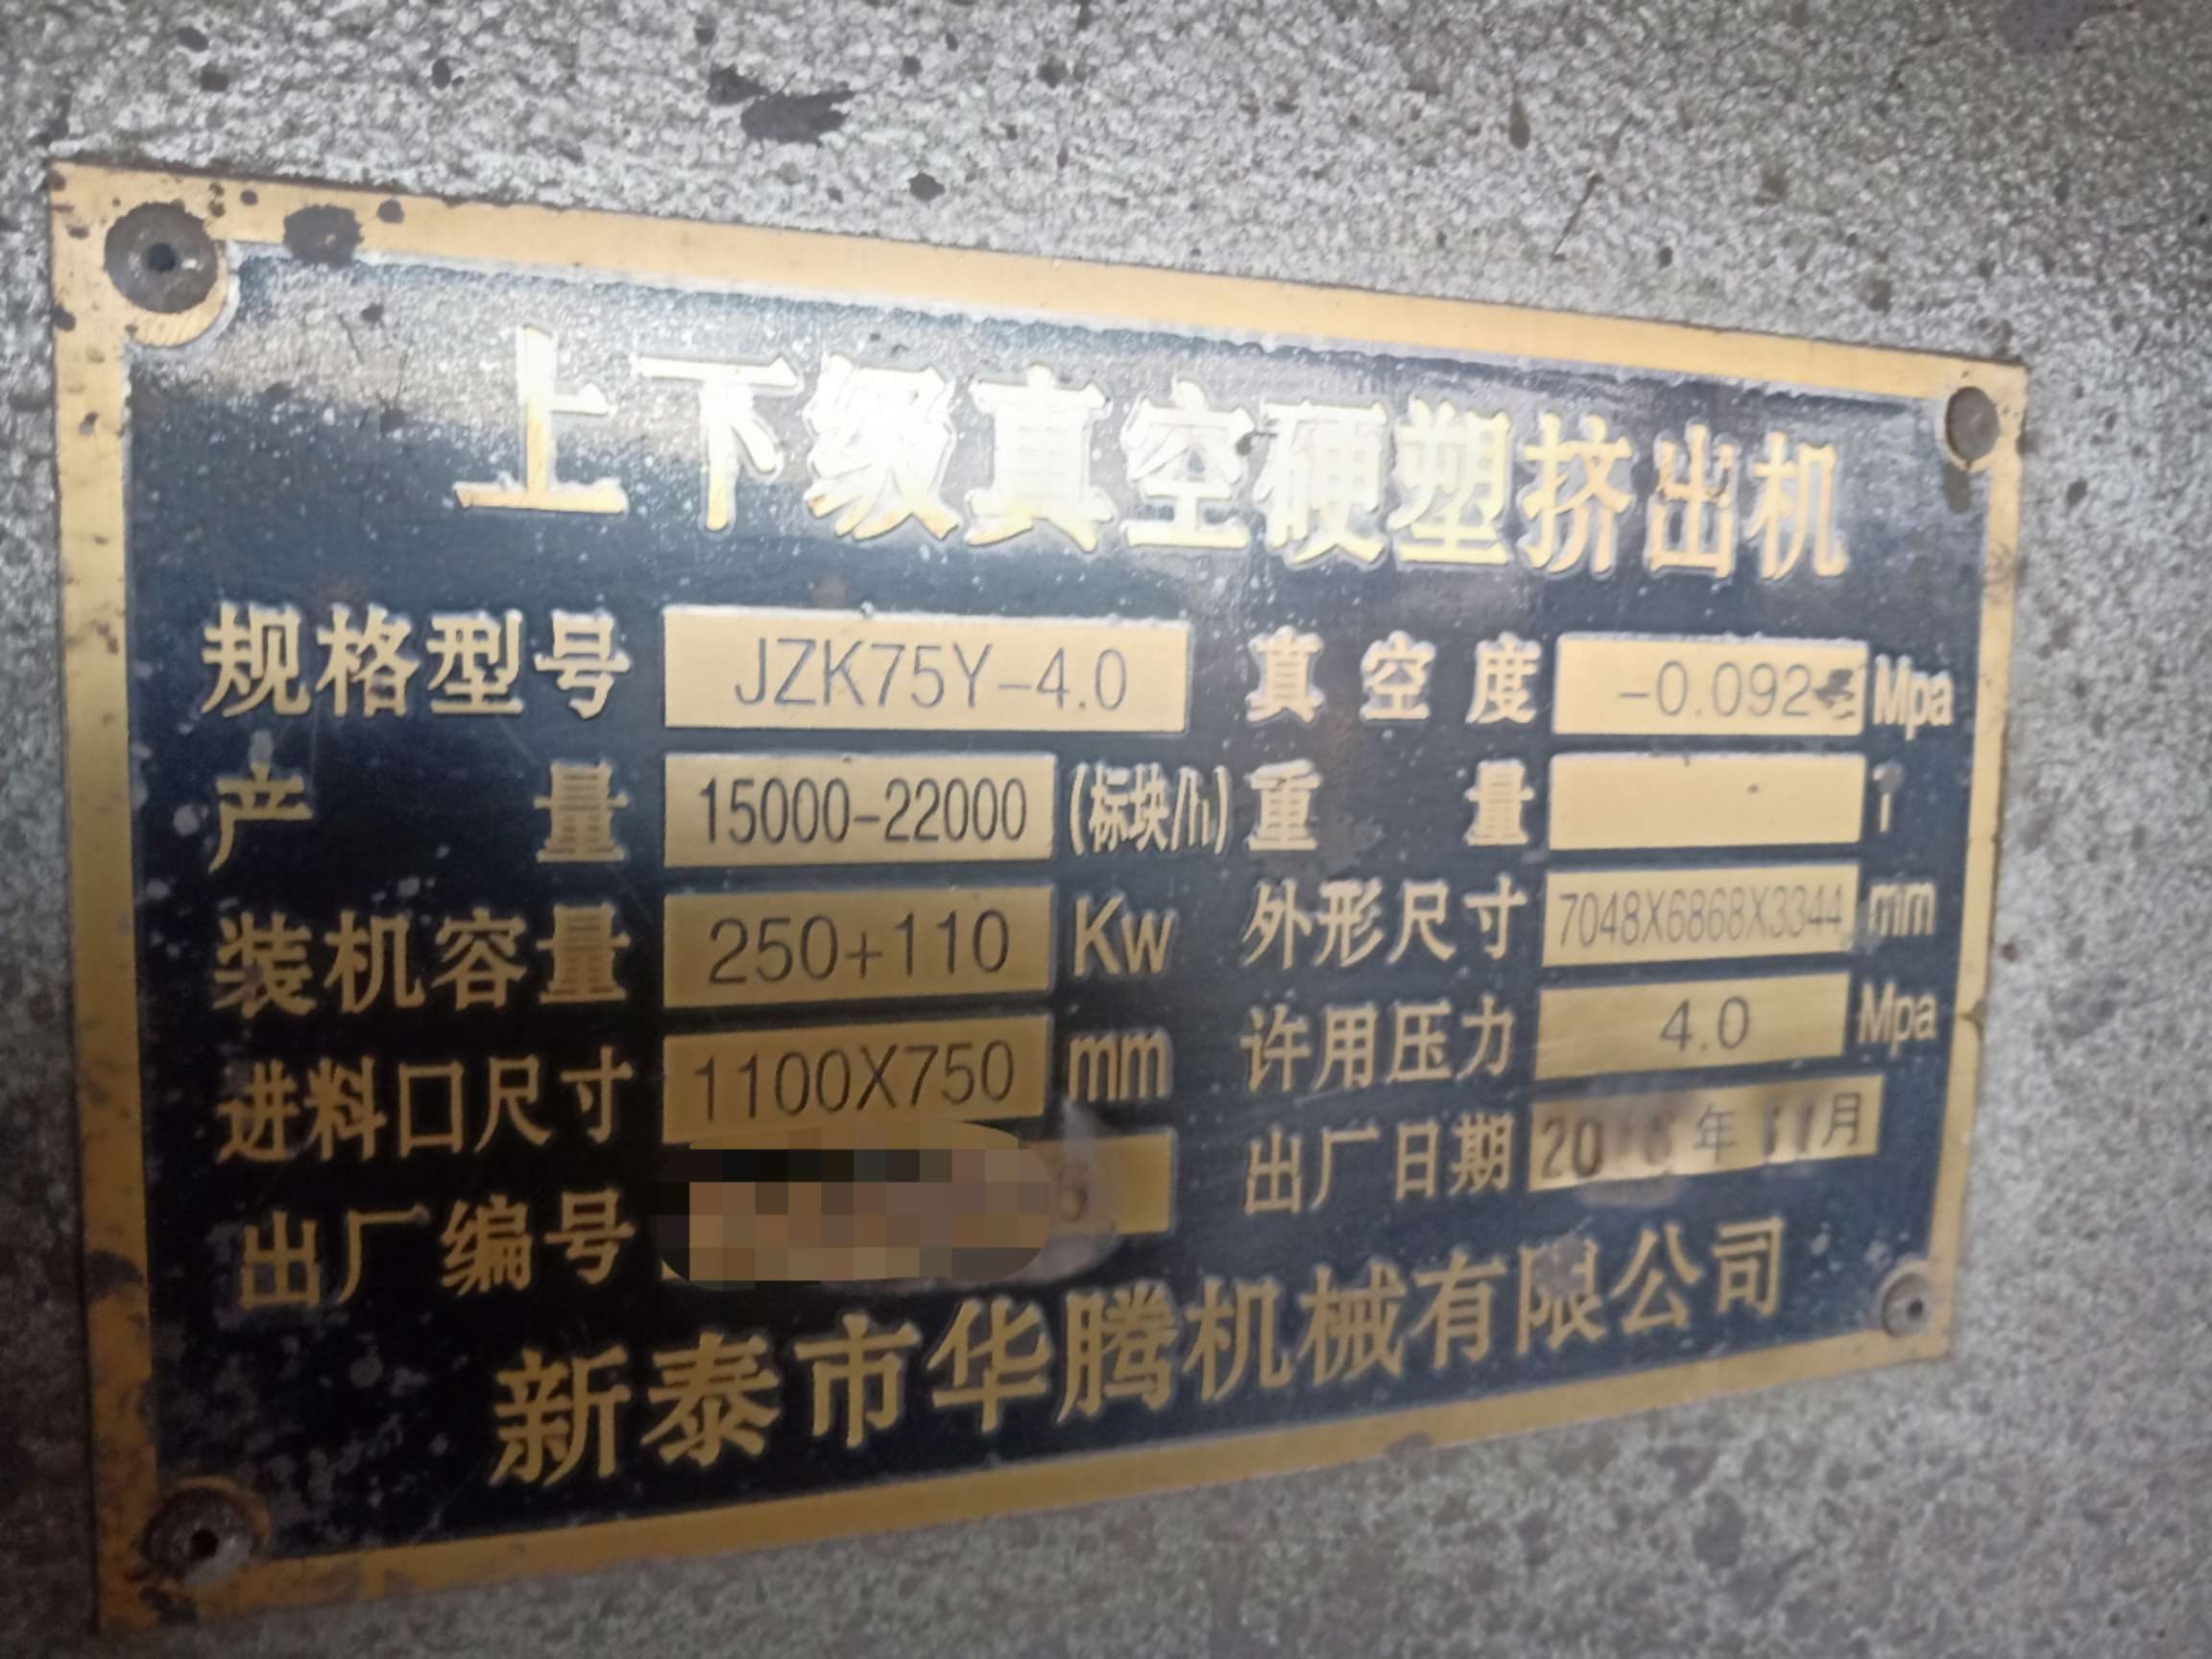 上下级真空硬塑挤出机
规格型号 JZK75Y-4.0 真空度 -0.092 Mpa
产量 15000-22000 (标块/h) 重量 T
装机容量 250+110 Kw 外形尺寸 7048X6868X3344 mm
进料口尺寸 1100X750 mm 许用压力 4.0 Mpa
出厂编号 出厂日期 年 11月
新泰市华腾机械有限公司